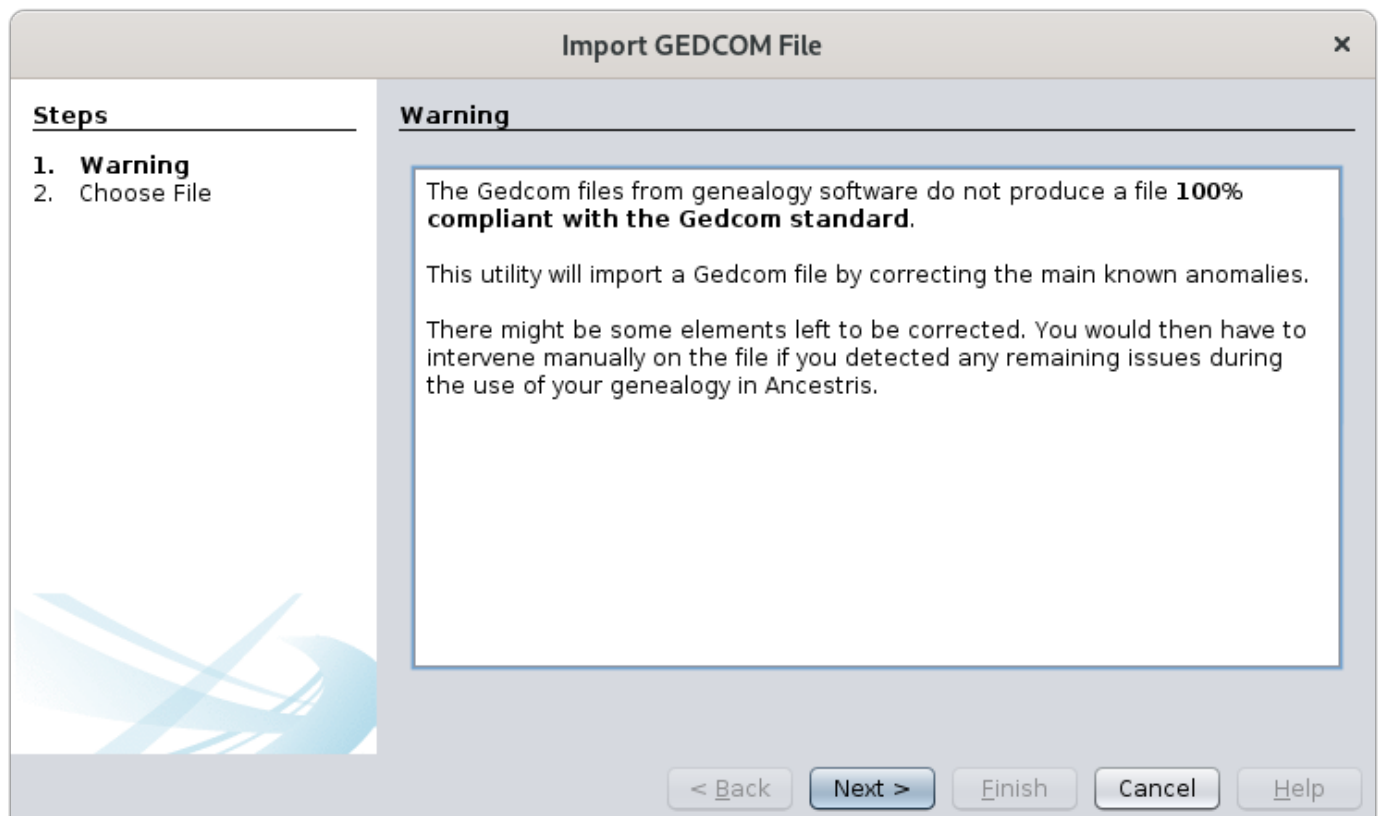 Import GEDCOM File ×
Steps
1. Warning
2. Choose File
Warning
The Gedcom files from genealogy software do not produce a file 100%
compliant with the Gedcom standard.
This utility will import a Gedcom file by correcting the main known anomalies.
There might be some elements left to be corrected. You would then have to
intervene manually on the file if you detected any remaining issues during
the use of your genealogy in Ancestris.
< Back Next > Finish Cancel Help